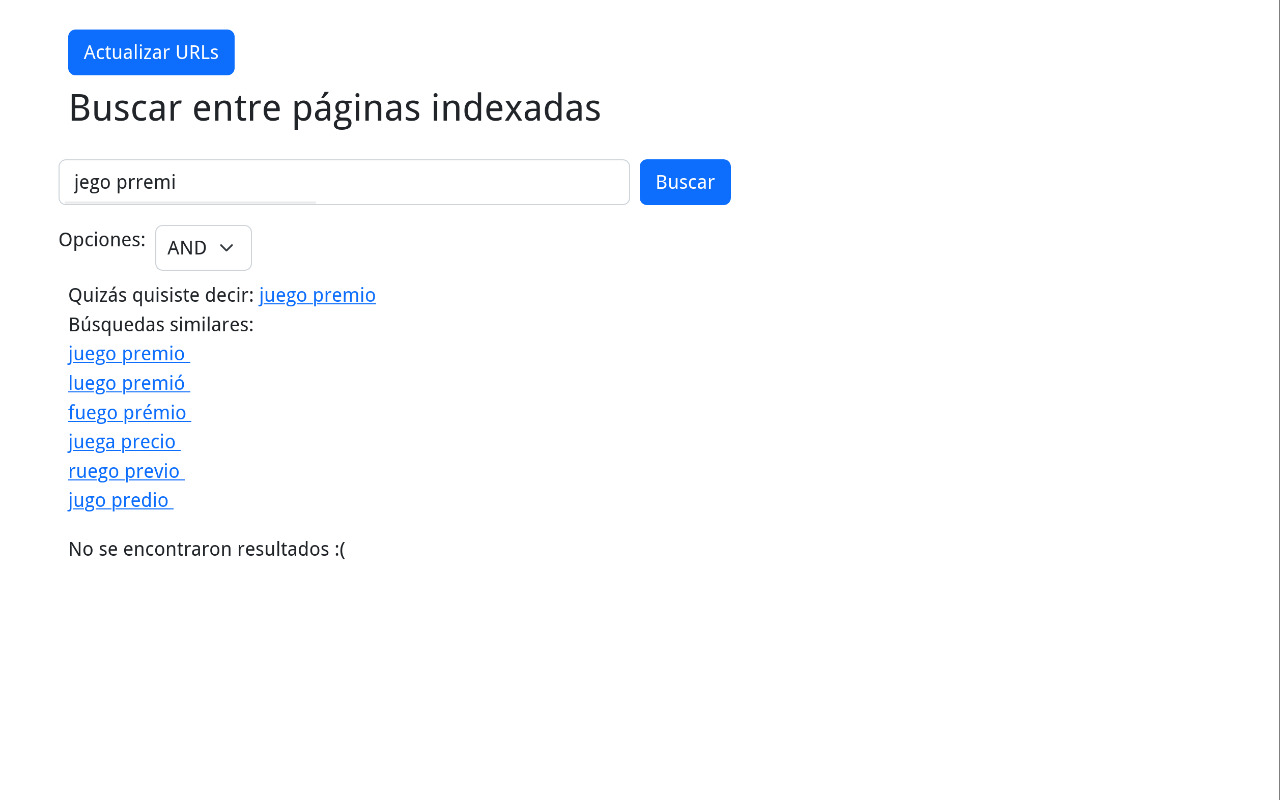 Actualizar URLs
Buscar entre páginas indexadas
jego prremi
Buscar
Opciones: AND
Quizás quisiste decir: juego premio
Búsquedas similares:
juego premio
luego premió
fuego prémio
juega precio
ruego previo
jugo predio
No se encontraron resultados :(